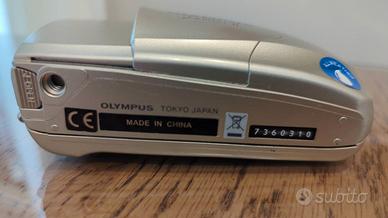 OLYMPUS TOKYO JAPAN
CE
MADE IN CHINA
7360310
subito